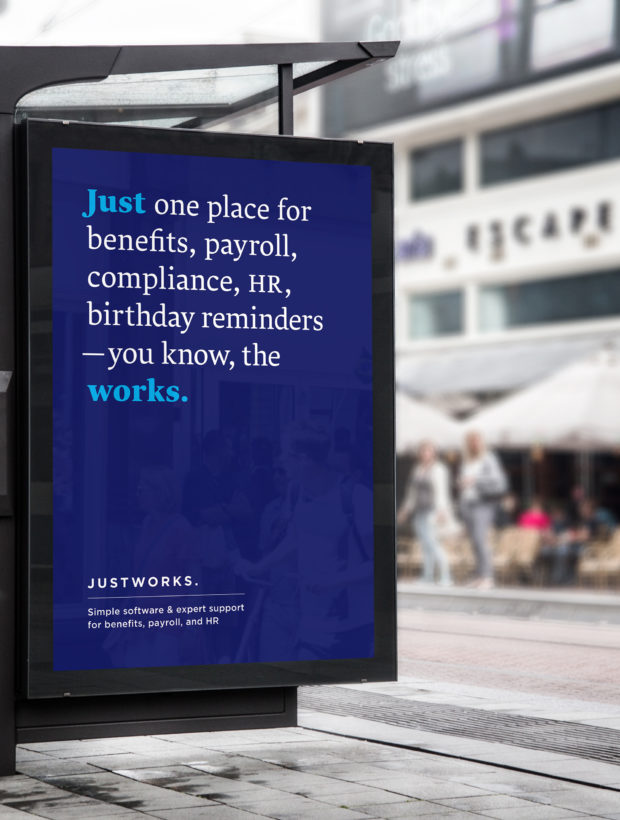 Just one place for
benefits, payroll,
compliance, HR,
birthday reminders
—you know, the
works.
JUSTWORKS.
Simple software & expert support
for benefits, payroll, and HR
ESCAPE